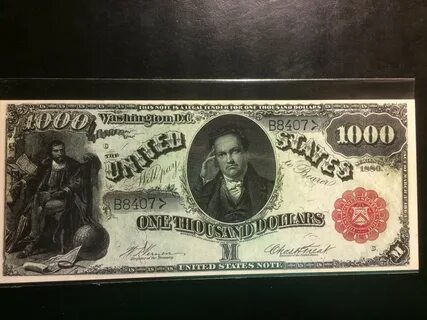 THIS NOTE IS A LEGAL TENDER FOR ONE THOUSAND DOLLARS
1000 Washington, D.C. B8407> 1000
THE UNITED STATES
Will pay to Bearer
1880.
B8407>
ONE THOUSAND DOLLARS
M M
UNITED STATES NOTE